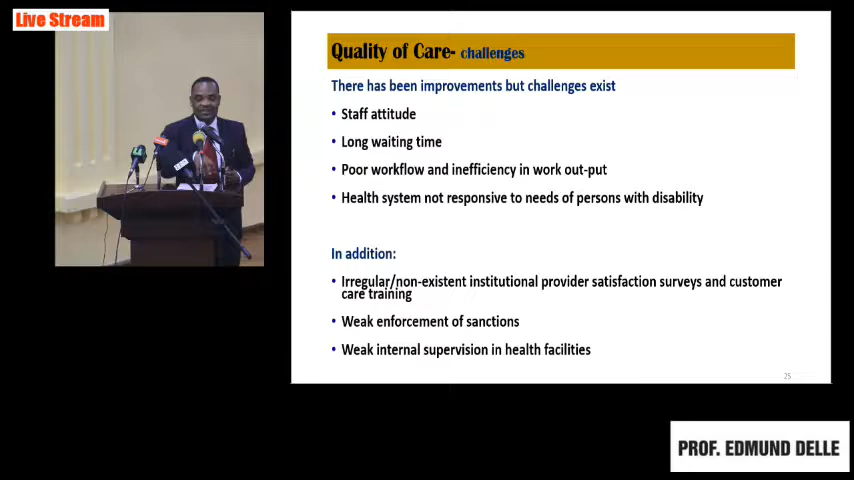 Live Stream
Quality of Care- challenges
There has been improvements but challenges exist
• Staff attitude
• Long waiting time
• Poor workflow and inefficiency in work out-put
• Health system not responsive to needs of persons with disability
In addition:
• Irregular/non-existent institutional provider satisfaction surveys and customer
care training
• Weak enforcement of sanctions
• Weak internal supervision in health facilities
25
PROF. EDMUND DELLE